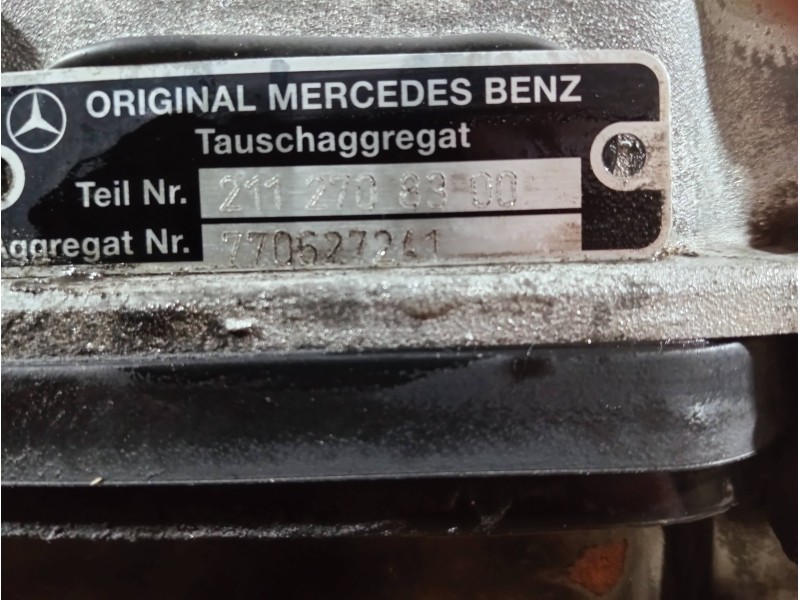 ORIGINAL MERCEDES BENZ
Tauschaggregat
Teil Nr. 211 270 83 00
Aggregat Nr. 770627241